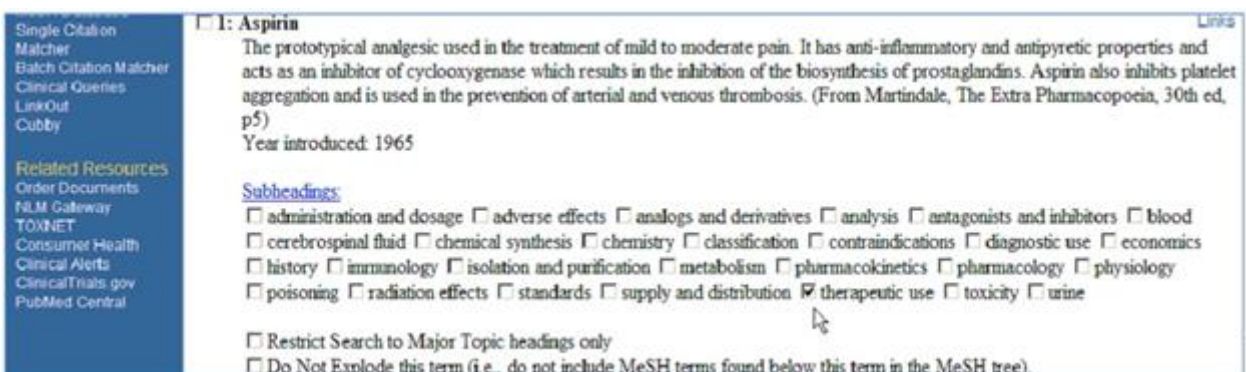 Single Citation
Matcher
Batch Citation Matcher
Clinical Queries
LinkOut
Cubby
Related Resources
Order Documents
NLM Gateway
TOXNET
Consumer Health
Clinical Alerts
ClinicalTrials.gov
PubMed Central
1: Aspirin
Links
The prototypical analgesic used in the treatment of mild to moderate pain. It has anti-inflammatory and antipyretic properties and
acts as an inhibitor of cyclooxygenase which results in the inhibition of the biosynthesis of prostaglandins. Aspirin also inhibits platelet
aggregation and is used in the prevention of arterial and venous thrombosis. (From Martindale, The Extra Pharmacopoeia, 30th ed,
p5)
Year introduced: 1965
Subheadings:
administration and dosage adverse effects analogs and derivatives analysis antagonists and inhibitors blood
cerebrospinal fluid chemical synthesis chemistry classification contraindications diagnostic use economics
history immunology isolation and purification metabolism pharmacokinetics pharmacology physiology
poisoning radiation effects standards supply and distribution therapeutic use toxicity urine
Restrict Search to Major Topic headings only
Do Not Explode this term (i.e., do not include MeSH terms found below this term in the MeSH tree).